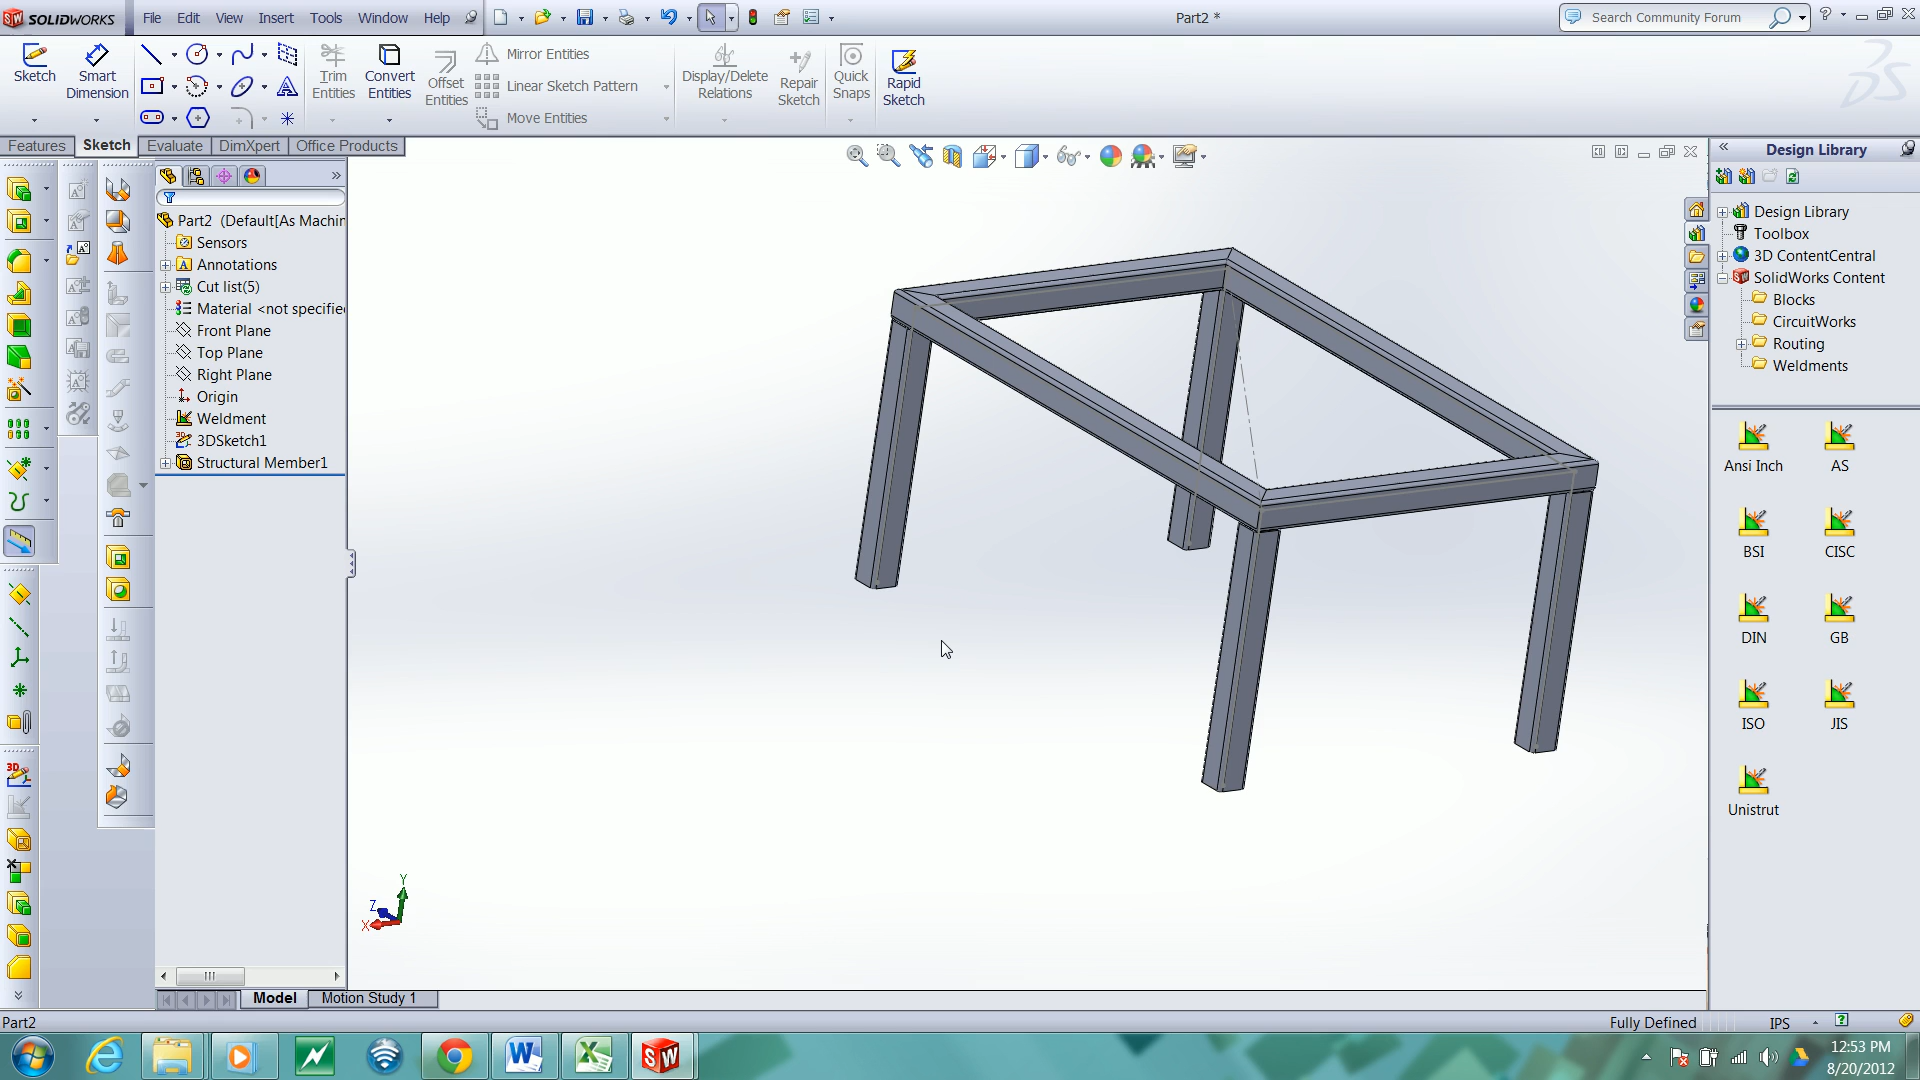 SOLIDWORKS File Edit View Insert Tools Window Help Part2 * Search Community Forum ?
Sketch Smart Dimension Trim Entities Convert Entities Offset Entities Mirror Entities Linear Sketch Pattern Move Entities Display/Delete Relations Repair Sketch Quick Snaps Rapid Sketch
Features Sketch Evaluate DimXpert Office Products
Part2 (Default[As Machin
Sensors
Annotations
Cut list(5)
Material <not specifie
Front Plane
Top Plane
Right Plane
Origin
Weldment
3DSketch1
Structural Member1
3D
Y
Z
X
Design Library
Design Library
Toolbox
3D ContentCentral
SolidWorks Content
Blocks
CircuitWorks
Routing
Weldments
Ansi Inch AS
BSI CISC
DIN GB
ISO JIS
Unistrut
Model Motion Study 1
Part2 Fully Defined IPS
12:53 PM
8/20/2012